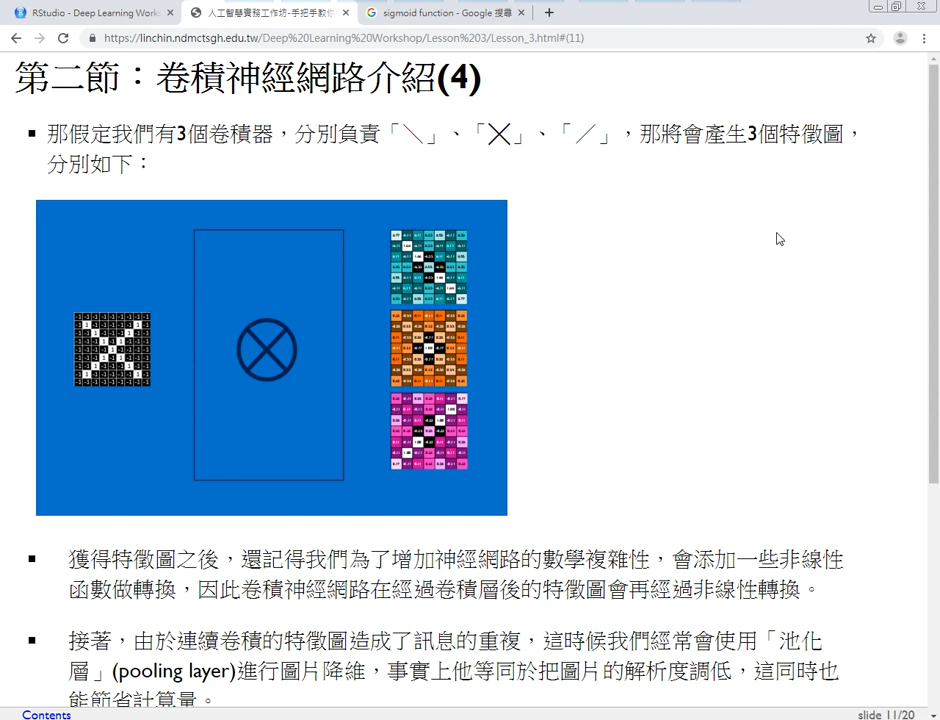 RStudio - Deep Learning Work
人工智慧實務工作坊-手把手教你
sigmoid function - Google 搜尋
https://linchin.ndmctsgh.edu.tw/Deep%20Learning%20Workshop/Lesson%203/Lesson_3.html#(11)
第二節：卷積神經網路介紹(4)
那假定我們有3個卷積器，分別負責「＼」、「╳」、「／」，那將會產生3個特徵圖，
分別如下：
獲得特徵圖之後，還記得我們為了增加神經網路的數學複雜性，會添加一些非線性
函數做轉換，因此卷積神經網路在經過卷積層後的特徵圖會再經過非線性轉換。
接著，由於連續卷積的特徵圖造成了訊息的重複，這時候我們經常會使用「池化
層」(pooling layer)進行圖片降維，事實上他等同於把圖片的解析度調低，這同時也
能節省計算量。
Contents
slide 11/20